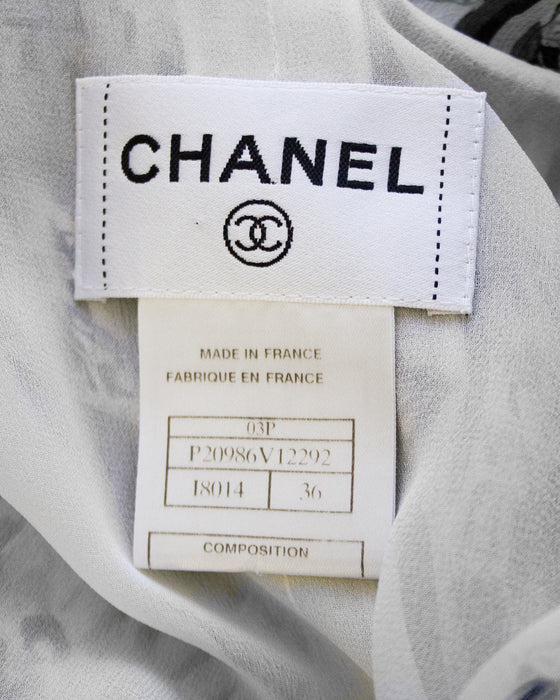 CHANEL
MADE IN FRANCE
FABRIQUE EN FRANCE
03P
P20986V12292
18014 36
COMPOSITION